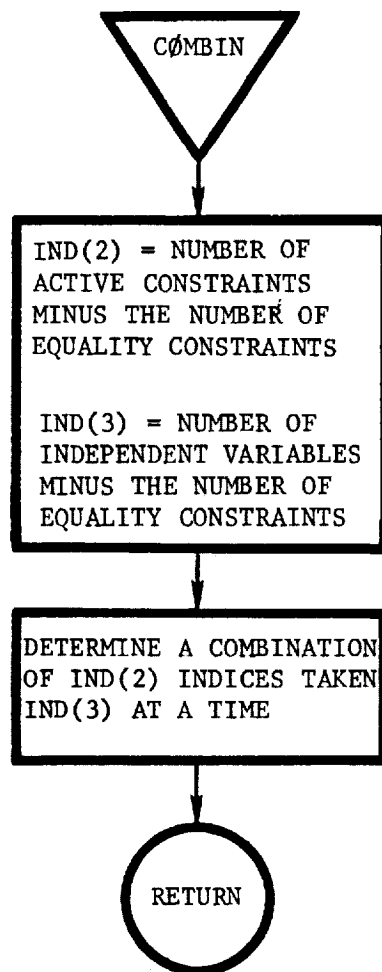 CØMBIN
IND(2) = NUMBER OF
ACTIVE CONSTRAINTS
MINUS THE NUMBER OF
EQUALITY CONSTRAINTS
IND(3) = NUMBER OF
INDEPENDENT VARIABLES
MINUS THE NUMBER OF
EQUALITY CONSTRAINTS
DETERMINE A COMBINATION
OF IND(2) INDICES TAKEN
IND(3) AT A TIME
RETURN